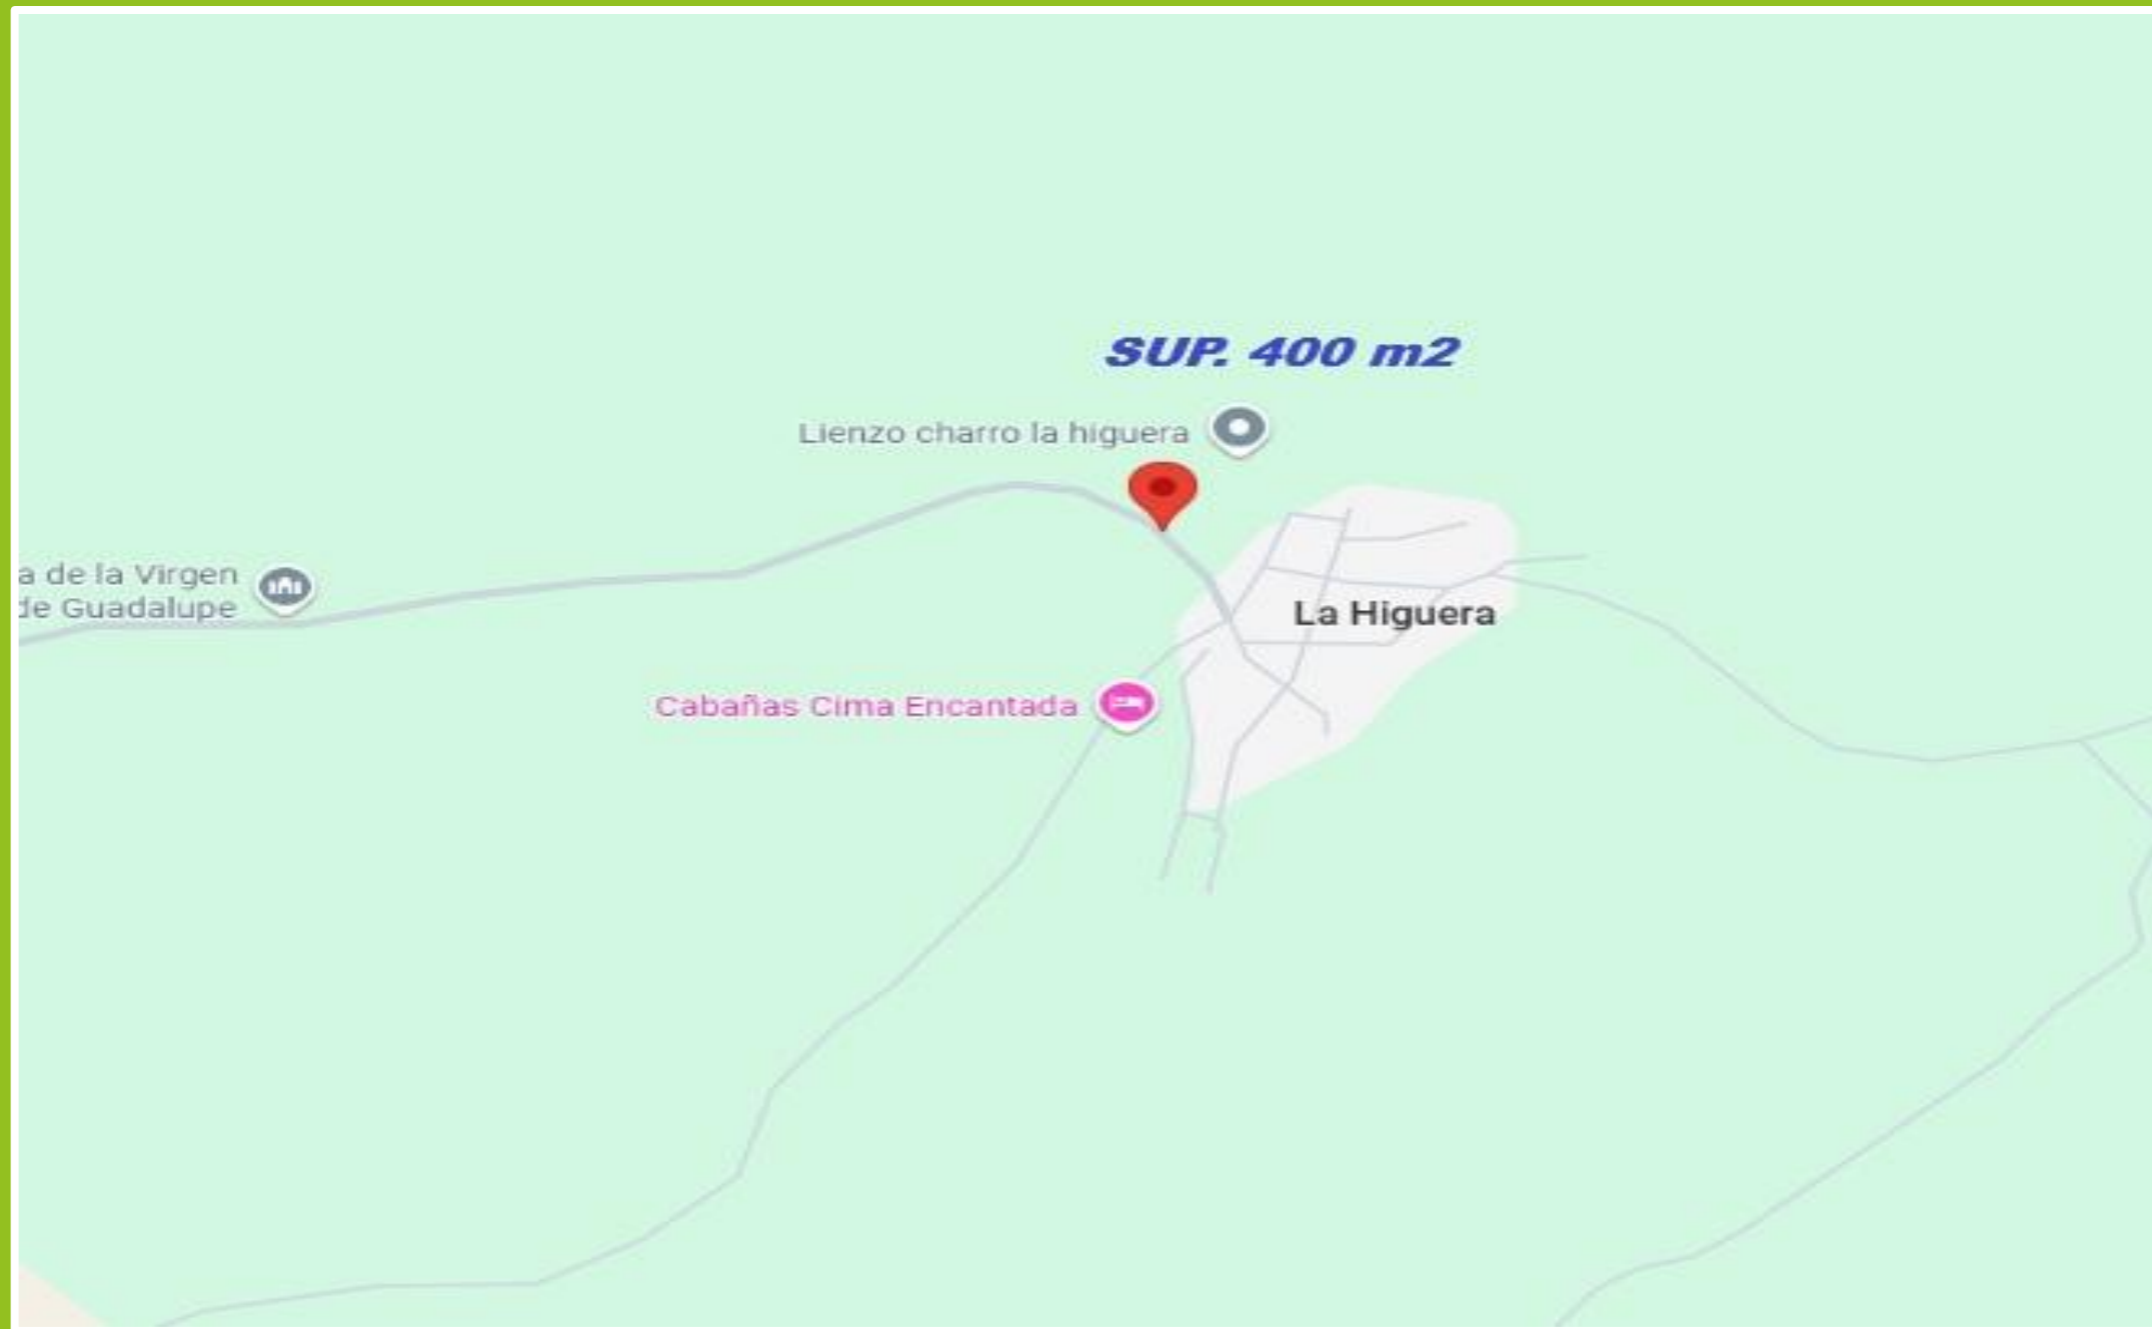 SUP. 400 m2
Lienzo charro la higuera
a de la Virgen
de Guadalupe
La Higuera
Cabañas Cima Encantada